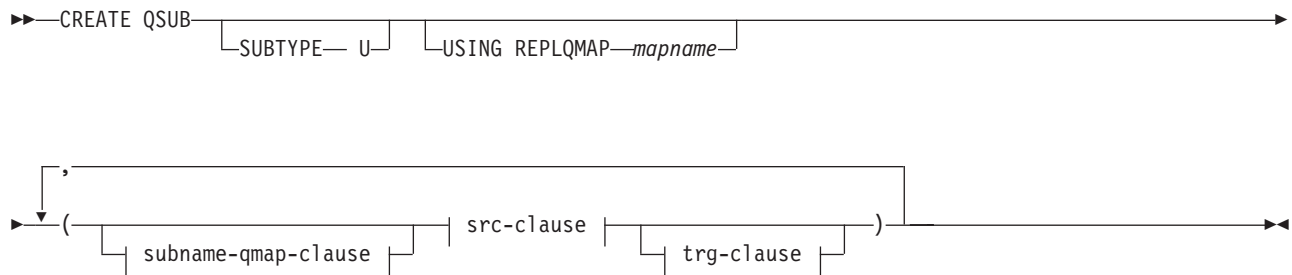 CREATE QSUB
SUBTYPE U
USING REPLQMAP mapname
,
( src-clause )
subname-qmap-clause
trg-clause